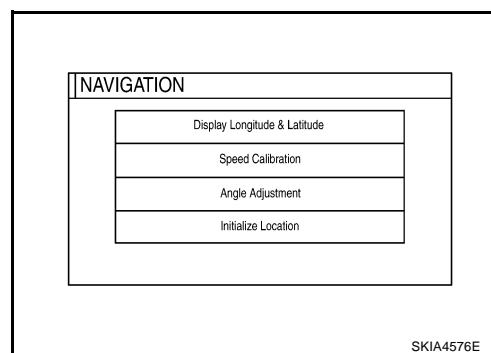 NAVIGATION
Display Longitude & Latitude
Speed Calibration
Angle Adjustment
Initialize Location
SKIA4576E